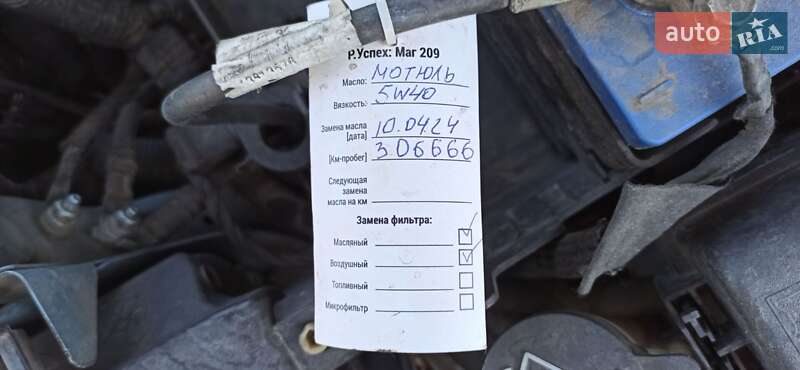 Р.Успех: Маг 209
Масло: МОТЮЛЬ
Вязкость: 5W40
Замена масла
[дата] 10.04.24
[Км-пробег] 306666
Следующая
замена
масла на км
Замена фильтра:
Масляный
Воздушный
Топливный
Микрофильтр
auto RIA
.com